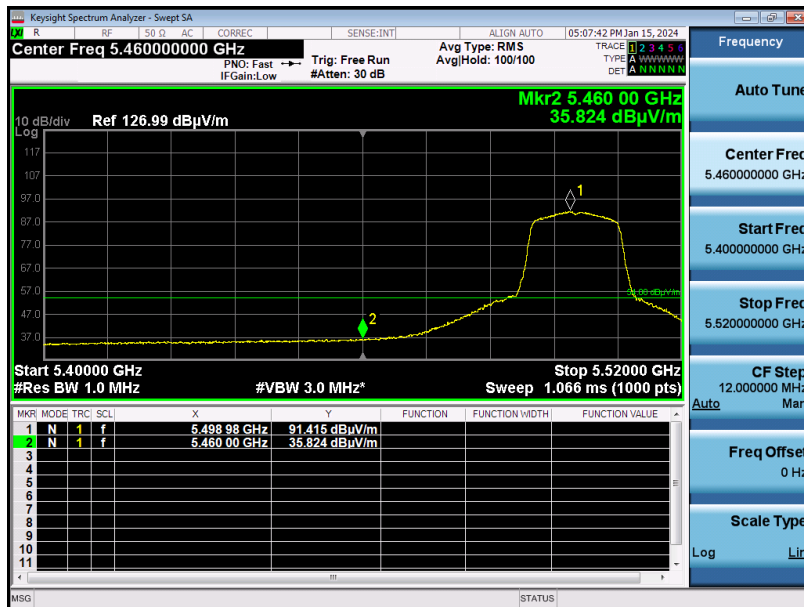 Keysight Spectrum Analyzer - Swept SA
LXI R RF 50 Ω AC CORREC SENSE:INT ALIGN AUTO 05:07:42 PM Jan 15, 2024
Center Freq 5.460000000 GHz
PNO: Fast
IFGain:Low
Trig: Free Run
#Atten: 30 dB
Avg Type: RMS
Avg|Hold: 100/100
TRACE 1 2 3 4 5 6
TYPE A W W W W W
DET A N N N N N
Mkr2 5.460 00 GHz
35.824 dBµV/m
10 dB/div Ref 126.99 dBµV/m
Log
117
107
97.0
87.0
77.0
67.0
57.0
47.0
37.0
1
2
54.00 dBµV/m
Start 5.40000 GHz Stop 5.52000 GHz
#Res BW 1.0 MHz #VBW 3.0 MHz* Sweep 1.066 ms (1000 pts)
MKR MODE TRC SCL X Y FUNCTION FUNCTION WIDTH FUNCTION VALUE
1 N 1 f 5.498 98 GHz 91.415 dBµV/m
2 N 1 f 5.460 00 GHz 35.824 dBµV/m
3
4
5
6
7
8
9
10
11
MSG STATUS
Frequency
Auto Tune
Center Freq
5.460000000 GHz
Start Freq
5.400000000 GHz
Stop Freq
5.520000000 GHz
CF Step
12.000000 MHz
Auto Man
Freq Offset
0 Hz
Scale Type
Log Lin